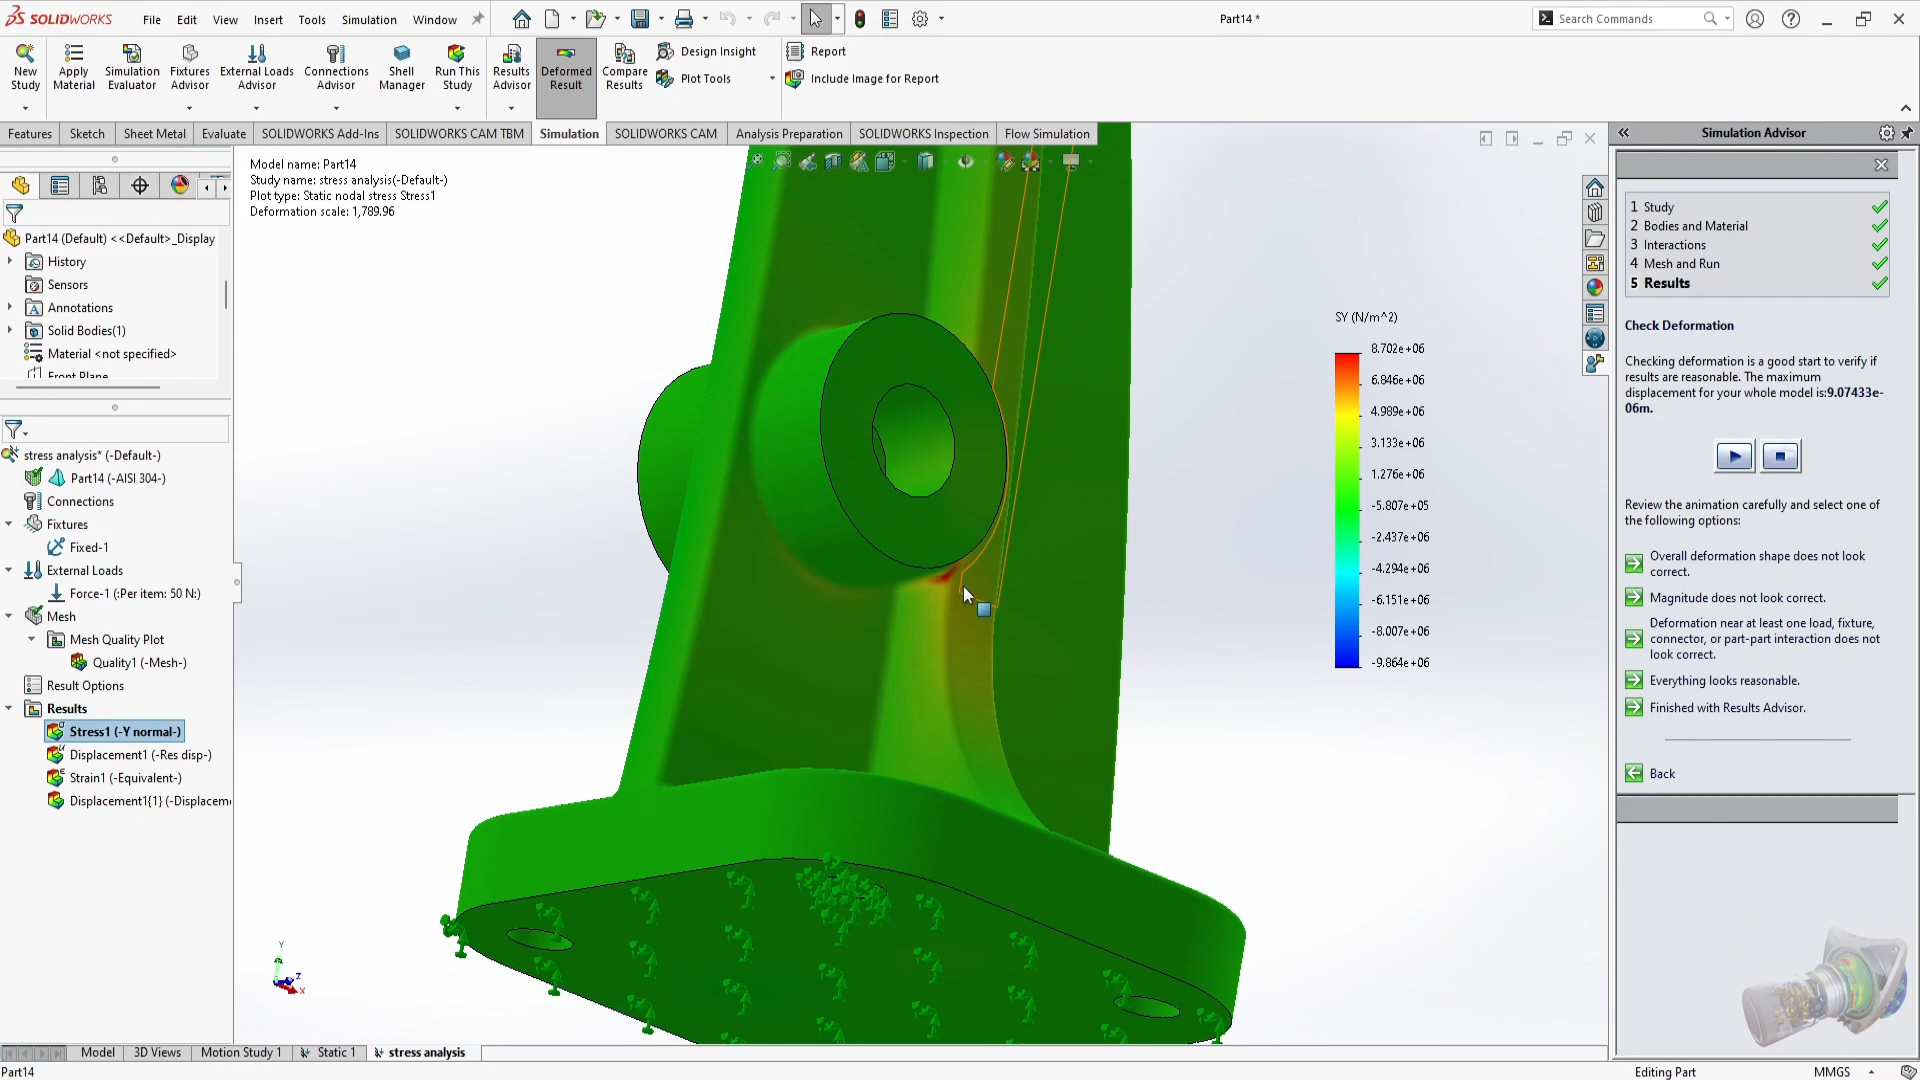 SOLIDWORKS
File Edit View Insert Tools Simulation Window
Part14 *
Search Commands
New Study
Apply Material
Simulation Evaluator
Fixtures Advisor
External Loads Advisor
Connections Advisor
Shell Manager
Run This Study
Results Advisor
Deformed Result
Compare Results
Design Insight
Plot Tools
Report
Include Image for Report
Features Sketch Sheet Metal Evaluate SOLIDWORKS Add-Ins SOLIDWORKS CAM TBM Simulation SOLIDWORKS CAM Analysis Preparation SOLIDWORKS Inspection Flow Simulation
Part14 (Default) <<Default>_Display
History
Sensors
Annotations
Solid Bodies(1)
Material <not specified>
Front Plane
stress analysis* (-Default-)
Part14 (-AISI 304-)
Connections
Fixtures
Fixed-1
External Loads
Force-1 (:Per item: 50 N:)
Mesh
Mesh Quality Plot
Quality1 (-Mesh-)
Result Options
Results
Stress1 (-Y normal-)
Displacement1 (-Res disp-)
Strain1 (-Equivalent-)
Displacement1{1} (-Displacem
Model name: Part14
Study name: stress analysis(-Default-)
Plot type: Static nodal stress Stress1
Deformation scale: 1,789.96
SY (N/m^2)
8.702e+06
6.846e+06
4.989e+06
3.133e+06
1.276e+06
-5.807e+05
-2.437e+06
-4.294e+06
-6.151e+06
-8.007e+06
-9.864e+06
Y
Z
X
Simulation Advisor
1 Study
2 Bodies and Material
3 Interactions
4 Mesh and Run
5 Results
Check Deformation
Checking deformation is a good start to verify if
results are reasonable. The maximum
displacement for your whole model is:9.07433e-
06m.
Review the animation carefully and select one of
the following options:
Overall deformation shape does not look
correct.
Magnitude does not look correct.
Deformation near at least one load, fixture,
connector, or part-part interaction does not
look correct.
Everything looks reasonable.
Finished with Results Advisor.
Back
Model 3D Views Motion Study 1 Static 1 stress analysis
Part14
Editing Part
MMGS